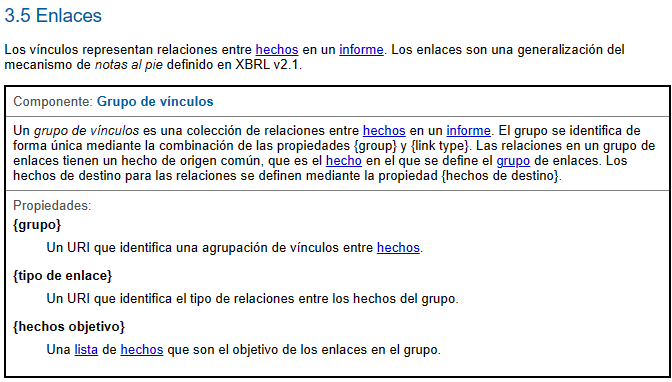 3.5 Enlaces
Los vínculos representan relaciones entre hechos en un informe. Los enlaces son una generalización del
mecanismo de notas al pie definido en XBRL v2.1.
Componente: Grupo de vínculos
Un grupo de vínculos es una colección de relaciones entre hechos en un informe. El grupo se identifica de
forma única mediante la combinación de las propiedades {group} y {link type}. Las relaciones en un grupo de
enlaces tienen un hecho de origen común, que es el hecho en el que se define el grupo de enlaces. Los
hechos de destino para las relaciones se definen mediante la propiedad {hechos de destino}.
Propiedades:
{grupo}
Un URI que identifica una agrupación de vínculos entre hechos.
{tipo de enlace}
Un URI que identifica el tipo de relaciones entre los hechos del grupo.
{hechos objetivo}
Una lista de hechos que son el objetivo de los enlaces en el grupo.